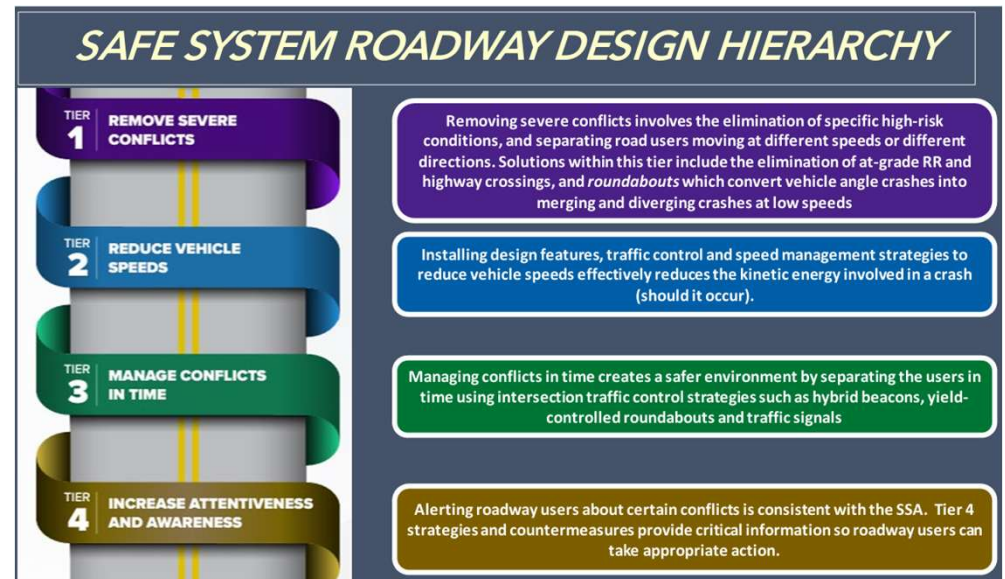 SAFE SYSTEM ROADWAY DESIGN HIERARCHY
TIER
1
REMOVE SEVERE
CONFLICTS
Removing severe conflicts involves the elimination of specific high-risk
conditions, and separating road users moving at different speeds or different
directions. Solutions within this tier include the elimination of at-grade RR and
highway crossings, and roundabouts which convert vehicle angle crashes into
merging and diverging crashes at low speeds
TIER
2
REDUCE VEHICLE
SPEEDS
Installing design features, traffic control and speed management strategies to
reduce vehicle speeds effectively reduces the kinetic energy involved in a crash
(should it occur).
TIER
3
MANAGE CONFLICTS
IN TIME
Managing conflicts in time creates a safer environment by separating the users in
time using intersection traffic control strategies such as hybrid beacons, yield-
controlled roundabouts and traffic signals
TIER
4
INCREASE ATTENTIVENESS
AND AWARENESS
Alerting roadway users about certain conflicts is consistent with the SSA. Tier 4
strategies and countermeasures provide critical information so roadway users can
take appropriate action.